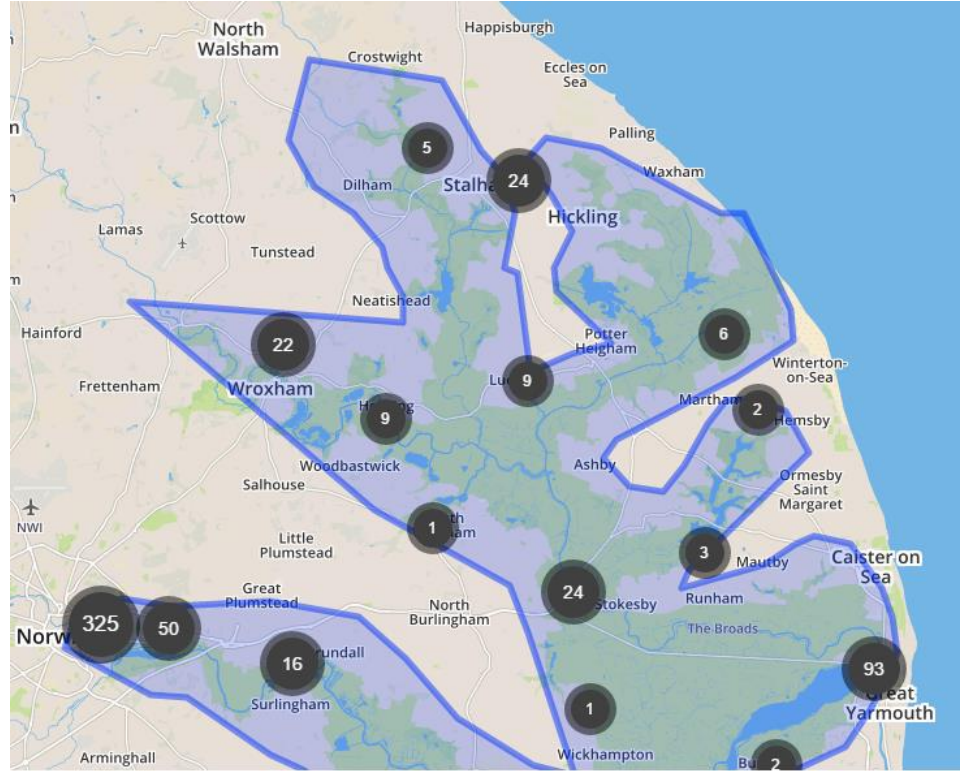 Happisburgh
North
Walsham
Crostwight
Eccles on
Sea
Palling
5
Waxham
24
Dilham
Stalha
Hickling
Scottow
Lamas
Tunstead
Neatishead
Hainford
22
Potter
Heigham
6
Winterton-
on-Sea
Frettenham
Wroxham
9
Martham
2
Hemsby
9
Woodbastwick
Ashby
Salhouse
Ormesby
Saint
Margaret
NWI
1
Little
Plumstead
3
Mautby
Caister on
Sea
Great
Plumstead
24
Stokesby
Runham
North
Burlingham
325
50
Norw
The Broads
16
rundall
93
Great
Yarmouth
Surlingham
1
Arminghall
Wickhampton
2